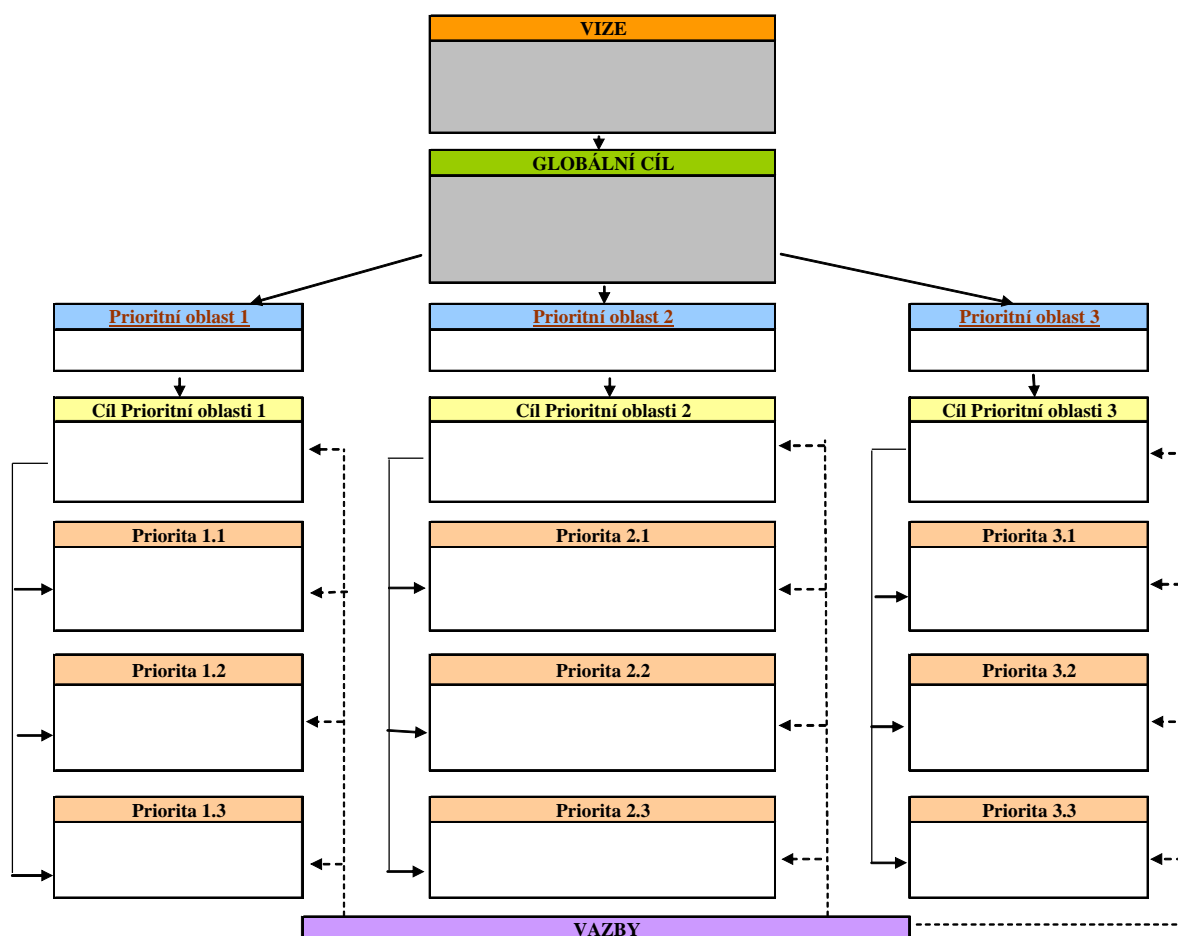 VIZE
GLOBÁLNÍ CÍL
Prioritní oblast 1
Prioritní oblast 2
Prioritní oblast 3
Cíl Prioritní oblasti 1
Cíl Prioritní oblasti 2
Cíl Prioritní oblasti 3
Priorita 1.1
Priorita 2.1
Priorita 3.1
Priorita 1.2
Priorita 2.2
Priorita 3.2
Priorita 1.3
Priorita 2.3
Priorita 3.3
VAZBY